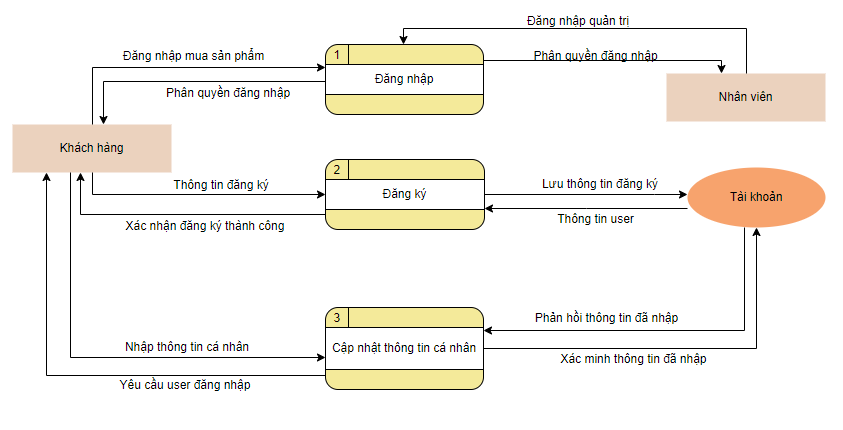 Đăng nhập quản trị
Đăng nhập mua sản phẩm
1
Phân quyền đăng nhập
Đăng nhập
Phân quyền đăng nhập
Nhân viên
Khách hàng
2
Thông tin đăng ký
Đăng ký
Lưu thông tin đăng ký
Tài khoản
Xác nhận đăng ký thành công
Thông tin user
3
Phản hồi thông tin đã nhập
Nhập thông tin cá nhân
Cập nhật thông tin cá nhân
Xác minh thông tin đã nhập
Yêu cầu user đăng nhập